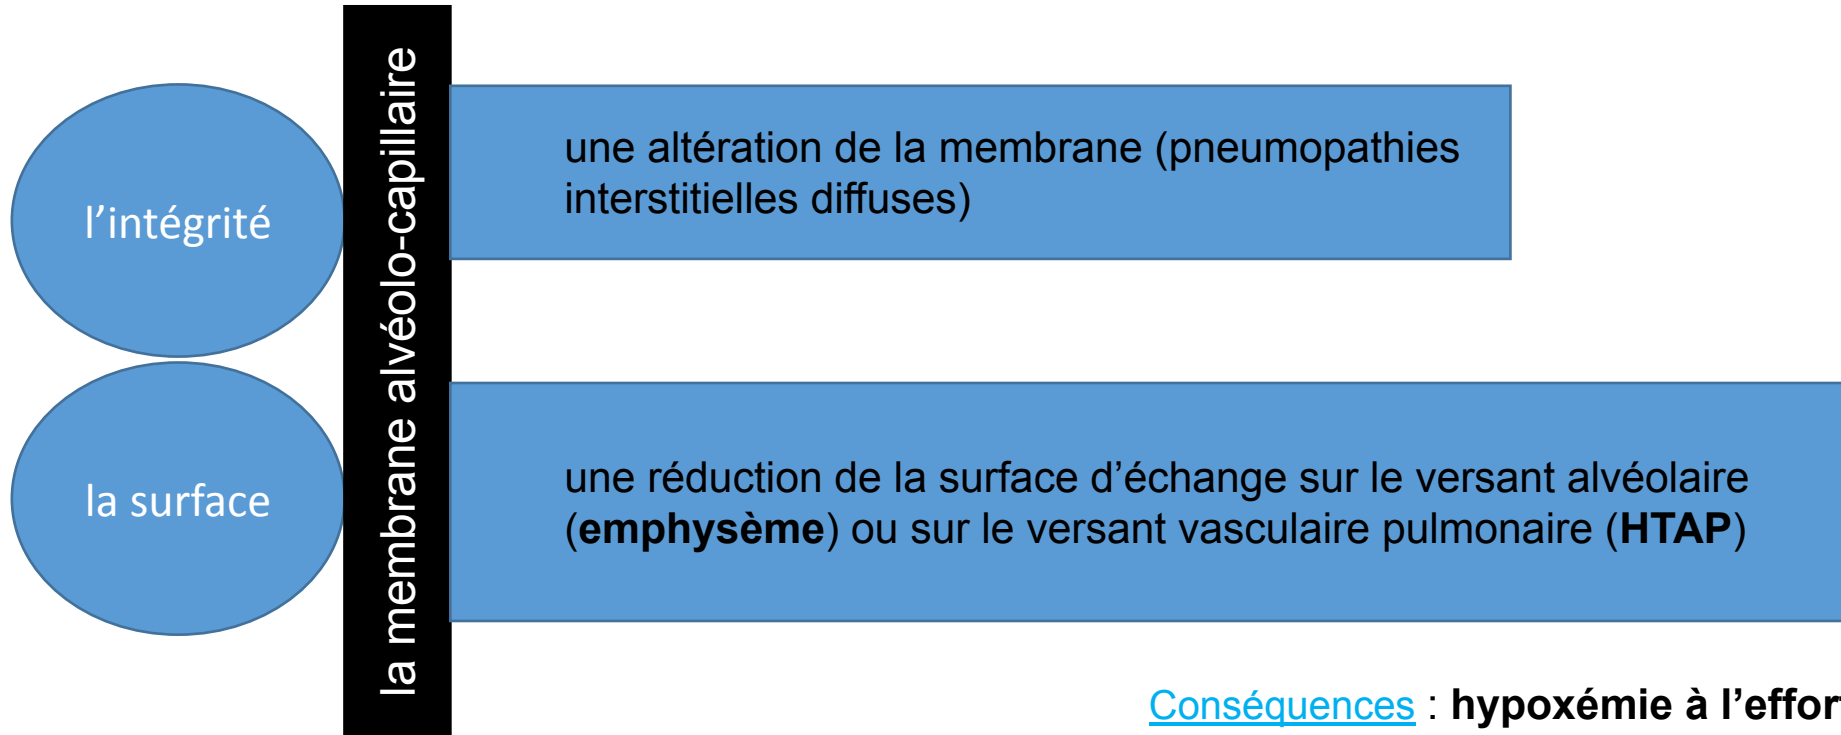 l’intégrité
la surface
la membrane alvéolo-capillaire
une altération de la membrane (pneumopathies
interstitielles diffuses)
une réduction de la surface d’échange sur le versant alvéolaire
(emphysème) ou sur le versant vasculaire pulmonaire (HTAP)
Conséquences : hypoxémie à l’effort